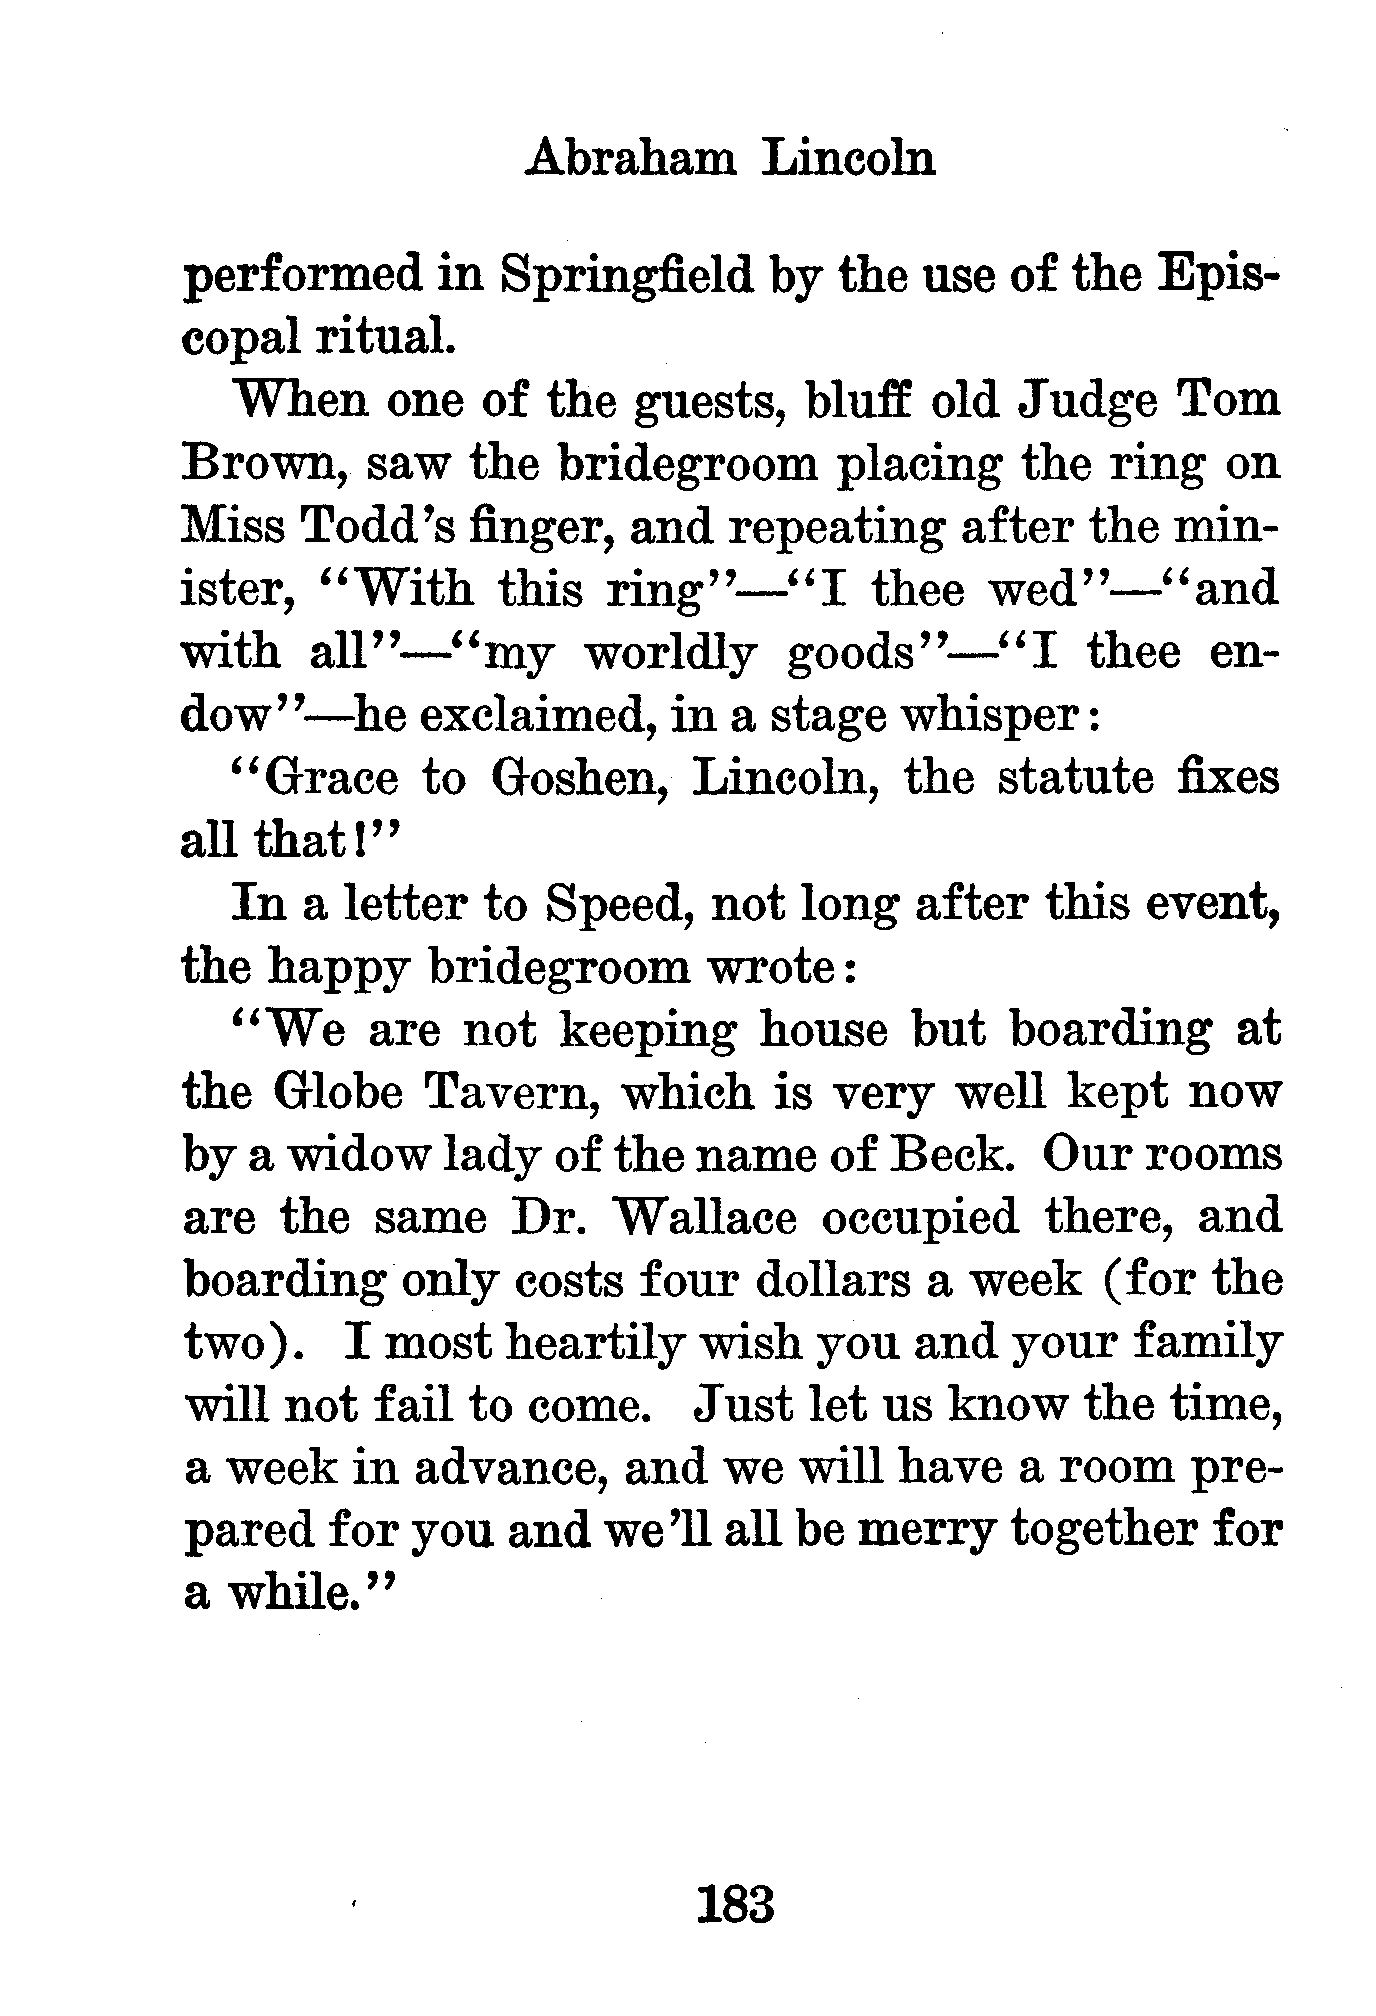 Abraham Lincoln
performed in Springfield by the use of the Epis-
copal ritual.
When one of the guests, bluff old Judge Tom
Brown, saw the bridegroom placing the ring on
Miss Todd's finger, and repeating after the min-
ister, "With this ring"—"I thee wed"—"and
with all"—"my worldly goods"—"I thee en-
dow"—he exclaimed, in a stage whisper:
"Grace to Goshen, Lincoln, the statute fixes
all that!"
In a letter to Speed, not long after this event,
the happy bridegroom wrote:
"We are not keeping house but boarding at
the Globe Tavern, which is very well kept now
by a widow lady of the name of Beck. Our rooms
are the same Dr. Wallace occupied there, and
boarding only costs four dollars a week (for the
two). I most heartily wish you and your family
will not fail to come. Just let us know the time,
a week in advance, and we will have a room pre-
pared for you and we'll all be merry together for
a while."
183